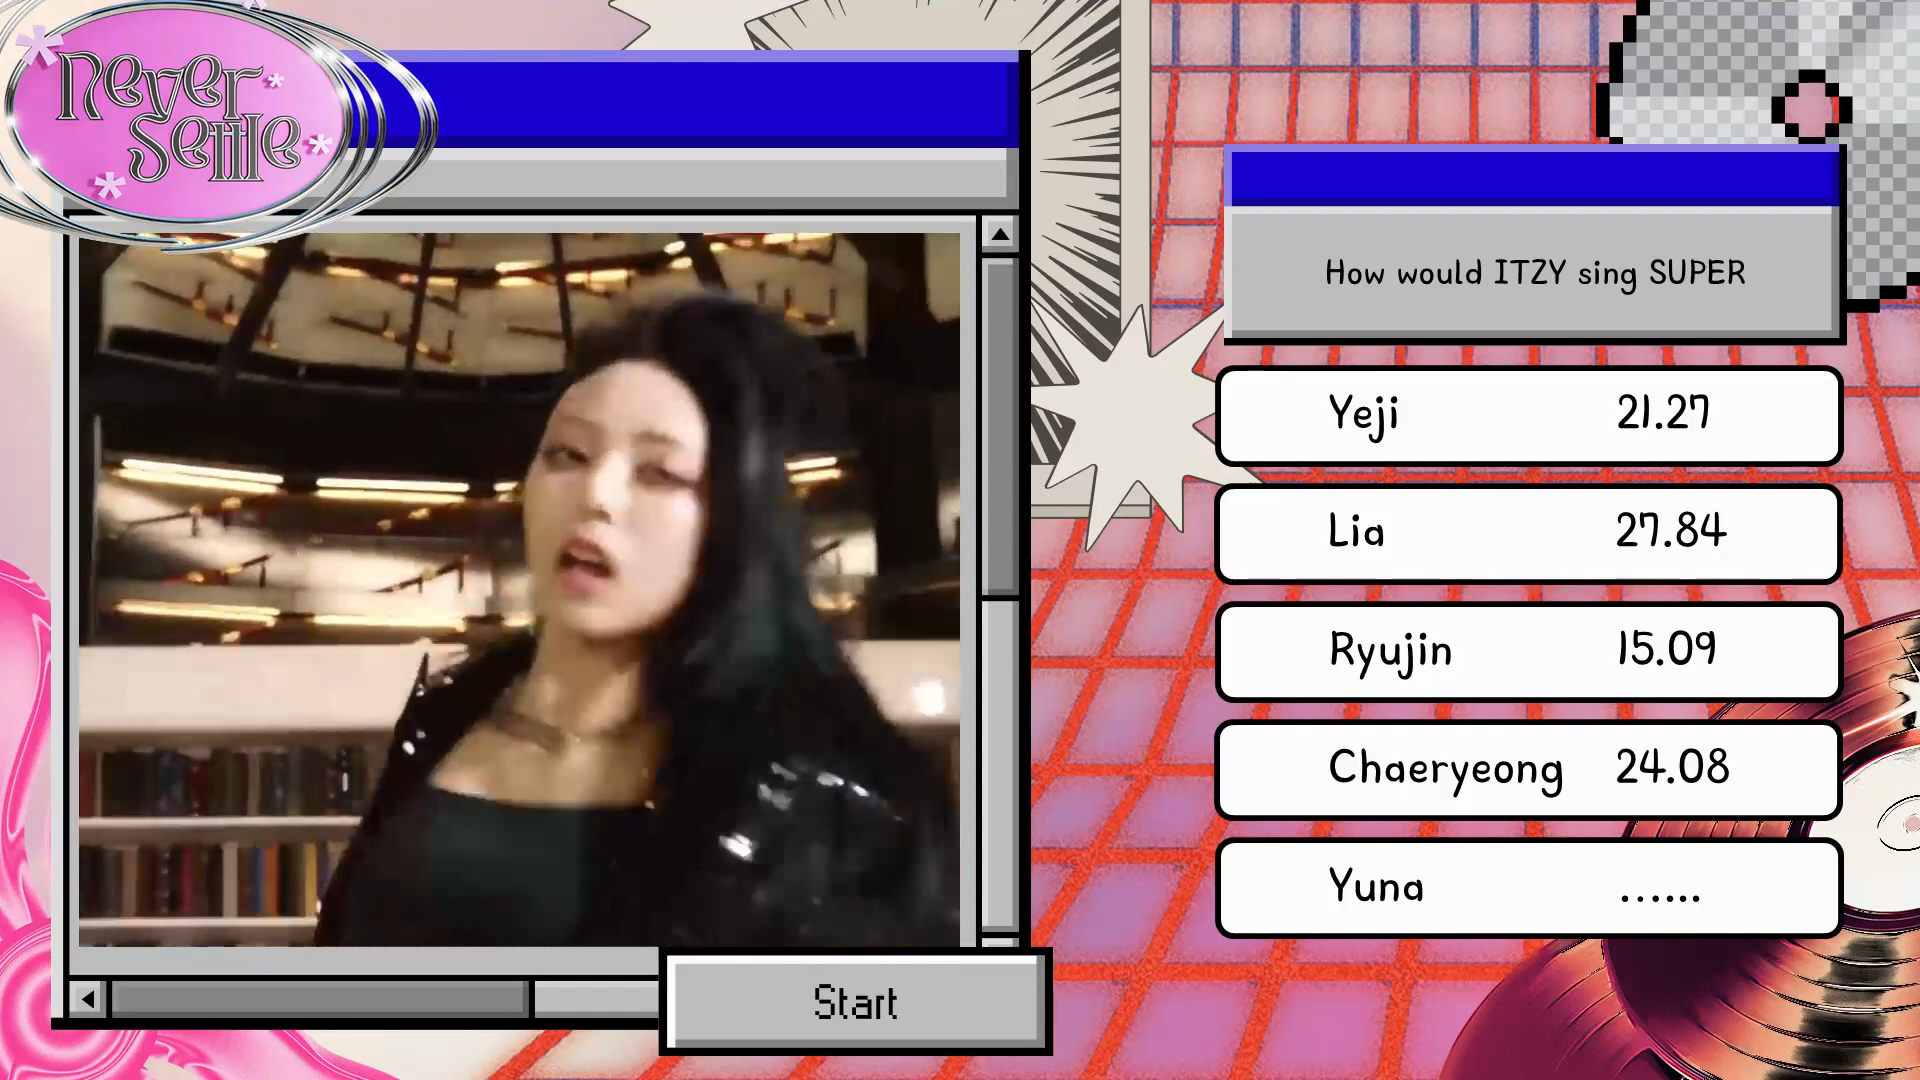 Never
Settle
How would ITZY sing SUPER
Yeji 21.27
Lia 27.84
Ryujin 15.09
Chaeryeong 24.08
Yuna ......
Start